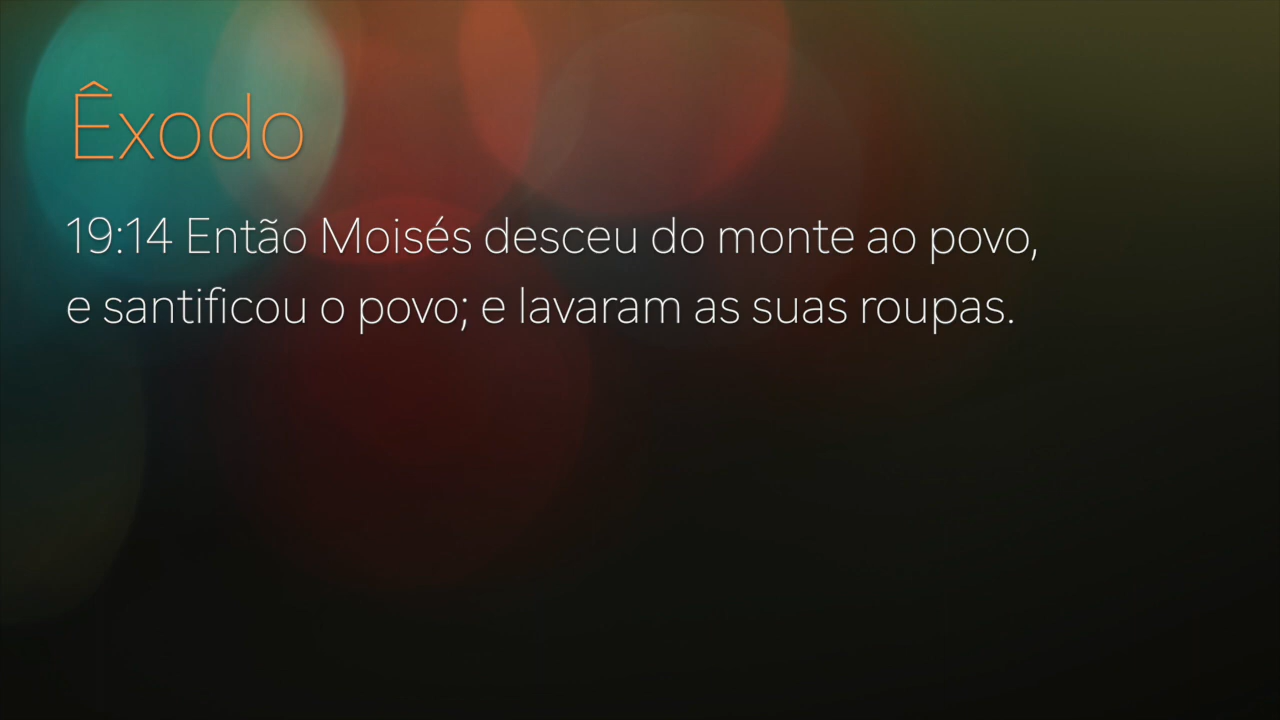 Êxodo
19:14 Então Moisés desceu do monte ao povo,
e santificou o povo; e lavaram as suas roupas.